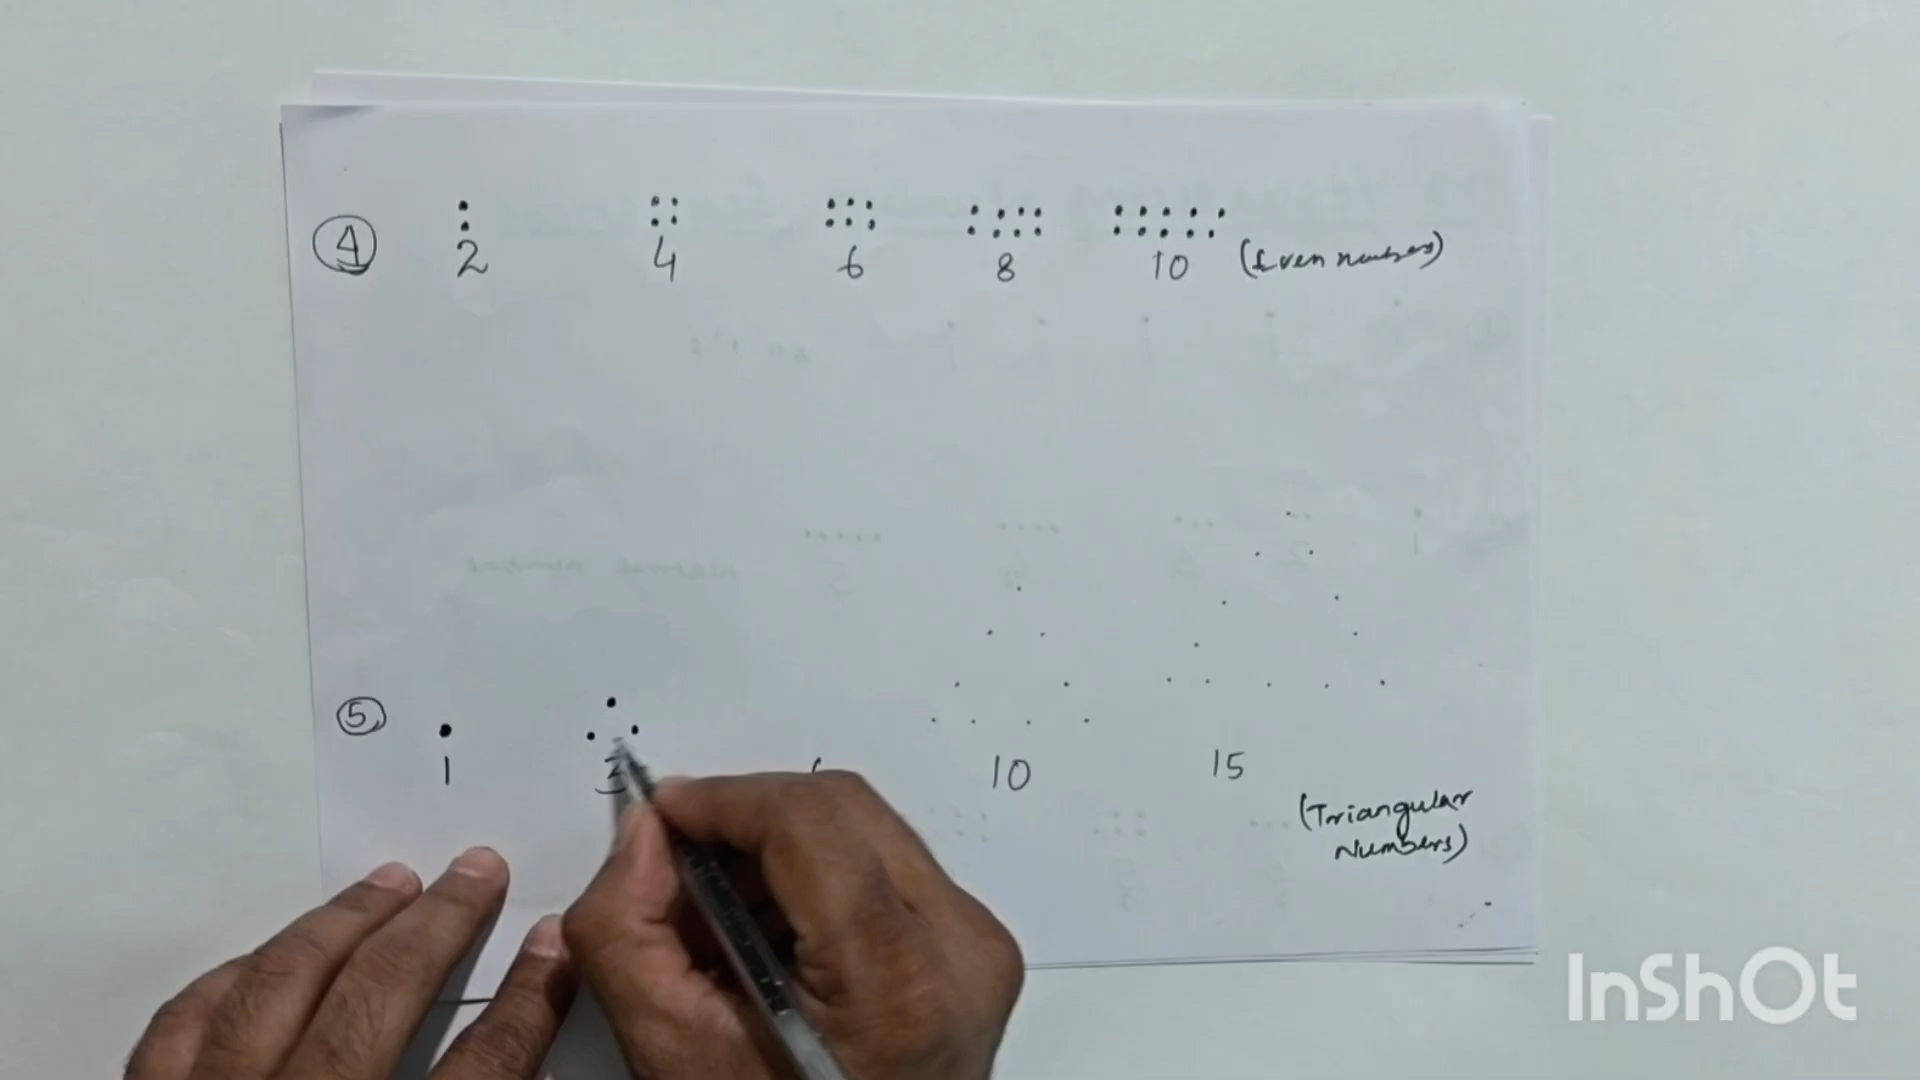 4
2 4 6 8 10 (Even numbers)
5
1 3 10 15
(Triangular
Numbers)
InShOt